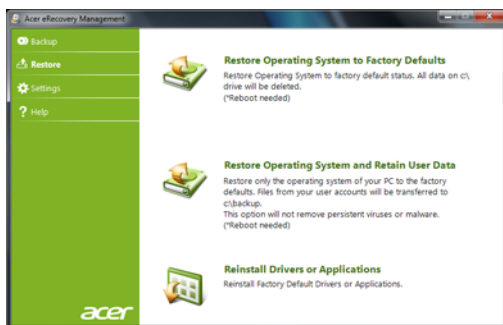 Acer eRecovery Management
Backup
Restore
Settings
Help
Restore Operating System to Factory Defaults
Restore Operating System to factory default status. All data on c:\
drive will be deleted.
(*Reboot needed)
Restore Operating System and Retain User Data
Restore only the operating system of your PC to the factory
defaults. Files from your user accounts will be transferred to
c:\backup.
This option will not remove persistent viruses or malware.
(*Reboot needed)
Reinstall Drivers or Applications
Reinstall Factory Default Drivers or Applications.
acer